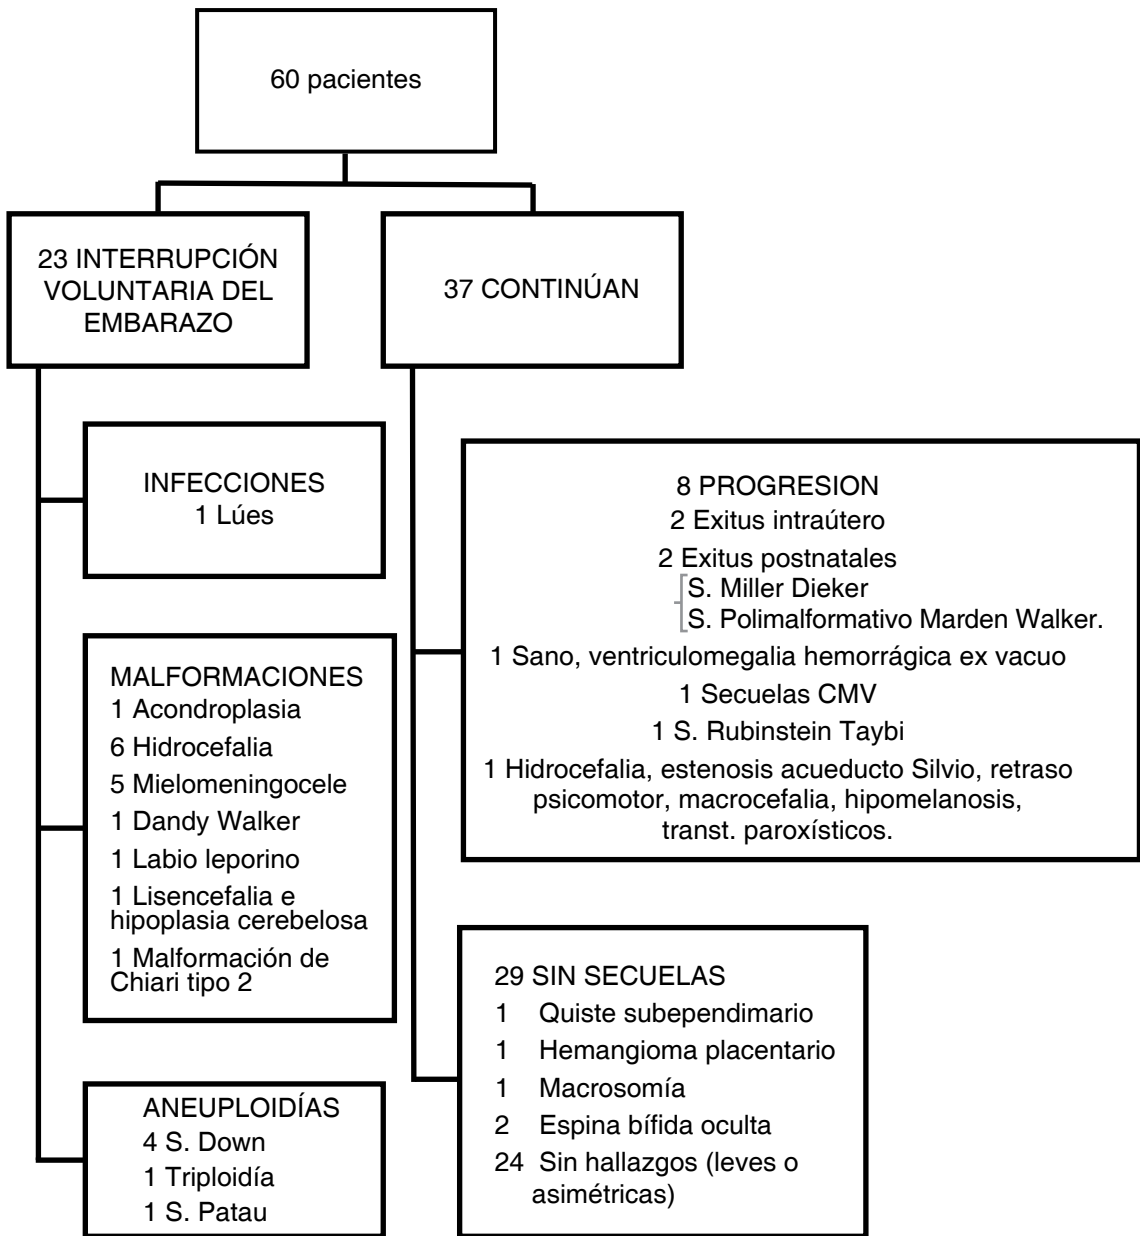 60 pacientes
23 INTERRUPCIÓN
VOLUNTARIA DEL
EMBARAZO
37 CONTINÚAN
INFECCIONES
1 Lúes
MALFORMACIONES
1 Acondroplasia
6 Hidrocefalia
5 Mielomeningocele
1 Dandy Walker
1 Labio leporino
1 Lisencefalia e
hipoplasia cerebelosa
1 Malformación de
Chiari tipo 2
ANEUPLOIDÍAS
4 S. Down
1 Triploidía
1 S. Patau
8 PROGRESION
2 Exitus intraútero
2 Exitus postnatales
S. Miller Dieker
S. Polimalformativo Marden Walker.
1 Sano, ventriculomegalia hemorrágica ex vacuo
1 Secuelas CMV
1 S. Rubinstein Taybi
1 Hidrocefalia, estenosis acueducto Silvio, retraso
psicomotor, macrocefalia, hipomelanosis,
transt. paroxísticos.
29 SIN SECUELAS
1 Quiste subependimario
1 Hemangioma placentario
1 Macrosomía
2 Espina bífida oculta
24 Sin hallazgos (leves o
asimétricas)